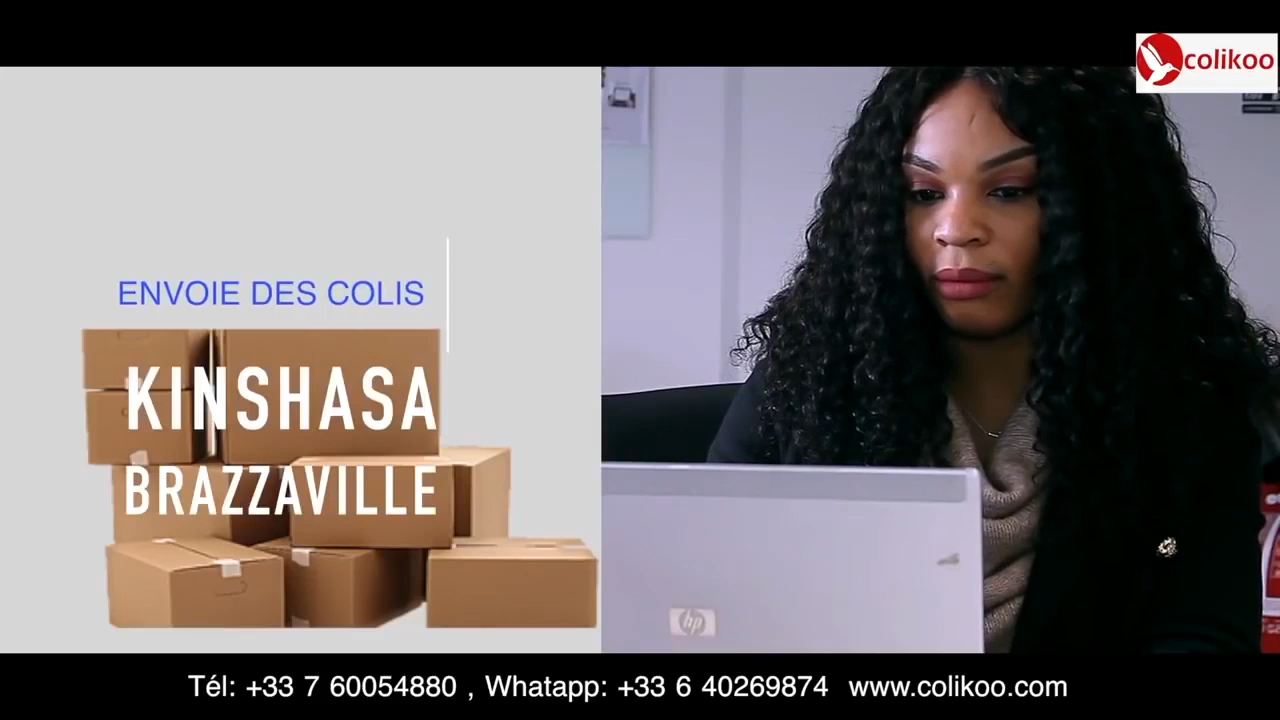 colikoo
ENVOIE DES COLIS
KINSHASA
BRAZZAVILLE
hp
Tél: +33 7 60054880 , Whatapp: +33 6 40269874 www.colikoo.com